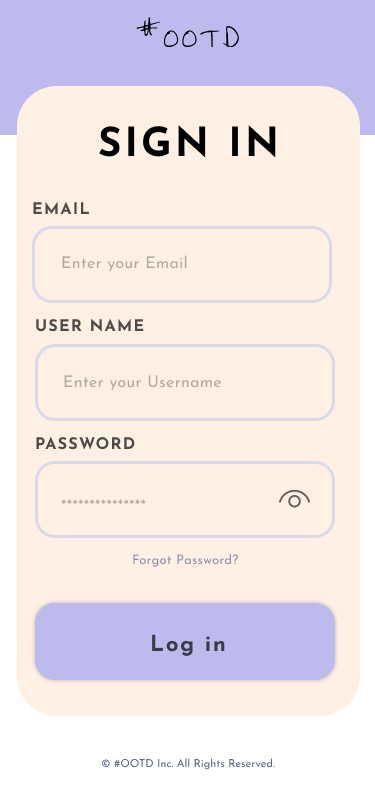 #OOTD
SIGN IN
EMAIL
Enter your Email
USER NAME
Enter your Username
PASSWORD
***************
Forgot Password?
Log in
© #OOTD Inc. All Rights Reserved.